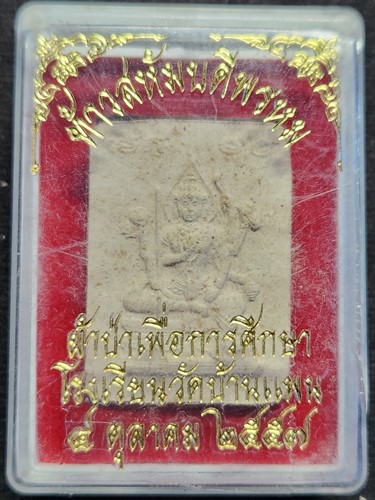 ท้าวสหัมบดีพรหม
ผ้าป่าเพื่อการศึกษา
โรงเรียนวัดบ้านแพน
๔ ตุลาคม ๒๕๕๗